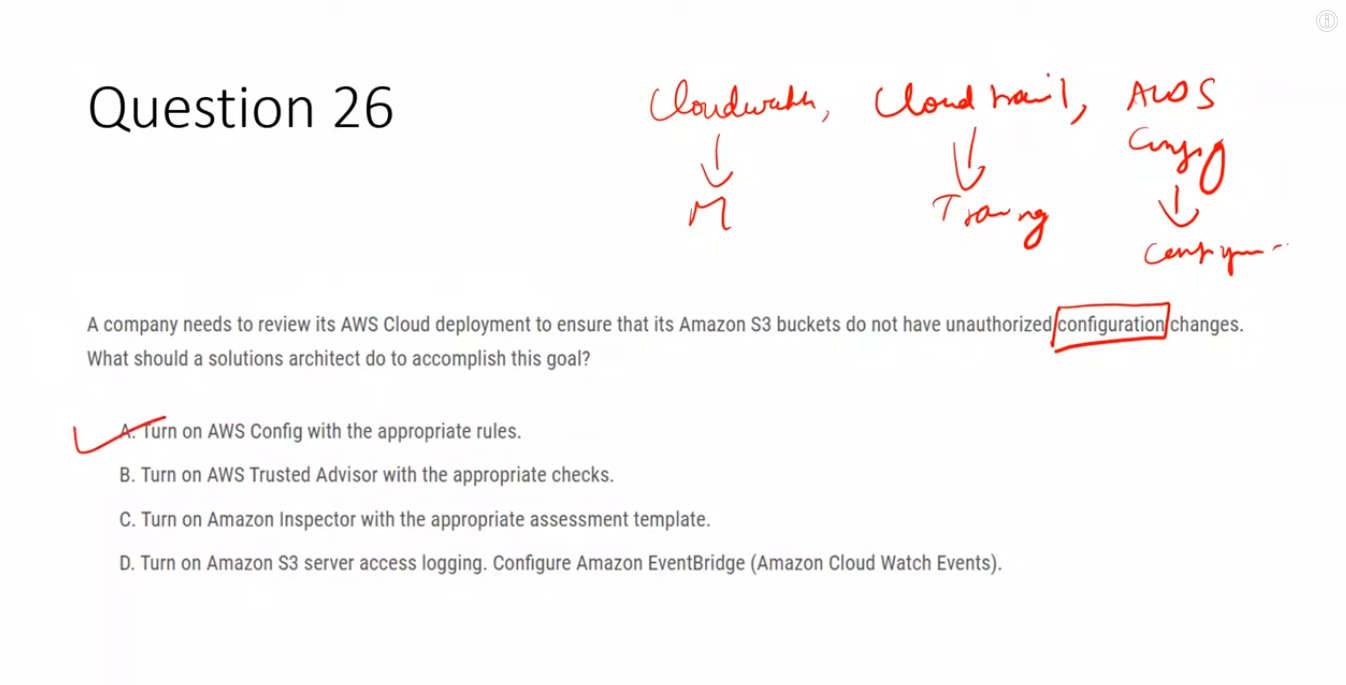 Question 26
Cloudwatch, Cloud trail, AWS
Config
M
A company needs to review its AWS Cloud deployment to ensure that its Amazon S3 buckets do not have unauthorized configuration changes.
What should a solutions architect do to accomplish this goal?
A. Turn on AWS Config with the appropriate rules.
B. Turn on AWS Trusted Advisor with the appropriate checks.
C. Turn on Amazon Inspector with the appropriate assessment template.
D. Turn on Amazon S3 server access logging. Configure Amazon EventBridge (Amazon Cloud Watch Events).